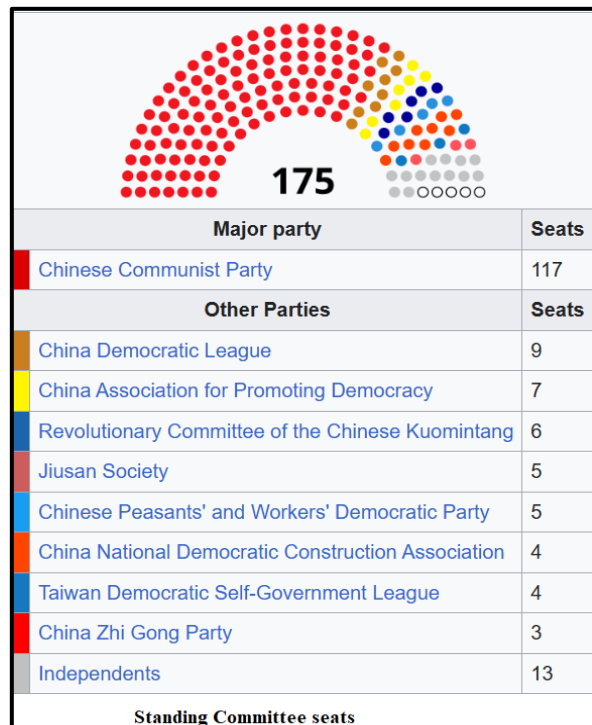 175
Major party Seats
Chinese Communist Party 117
Other Parties Seats
China Democratic League 9
China Association for Promoting Democracy 7
Revolutionary Committee of the Chinese Kuomintang 6
Jiusan Society 5
Chinese Peasants' and Workers' Democratic Party 5
China National Democratic Construction Association 4
Taiwan Democratic Self-Government League 4
China Zhi Gong Party 3
Independents 13
Standing Committee seats